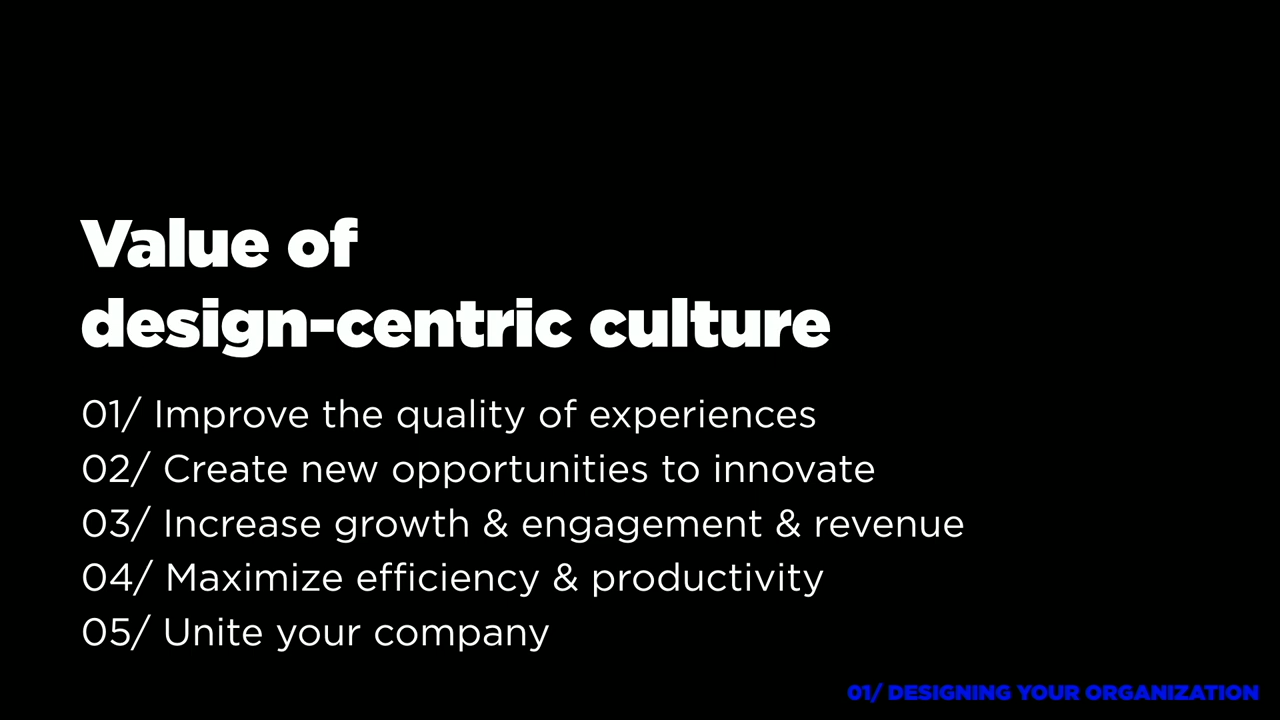 Value of
design-centric culture
01/ Improve the quality of experiences
02/ Create new opportunities to innovate
03/ Increase growth & engagement & revenue
04/ Maximize efficiency & productivity
05/ Unite your company
01/ DESIGNING YOUR ORGANIZATION